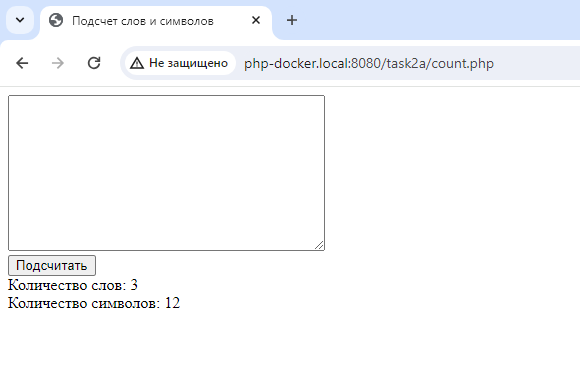 Подсчет слов и символов
Не защищено php-docker.local:8080/task2a/count.php
Подсчитать
Количество слов: 3
Количество символов: 12